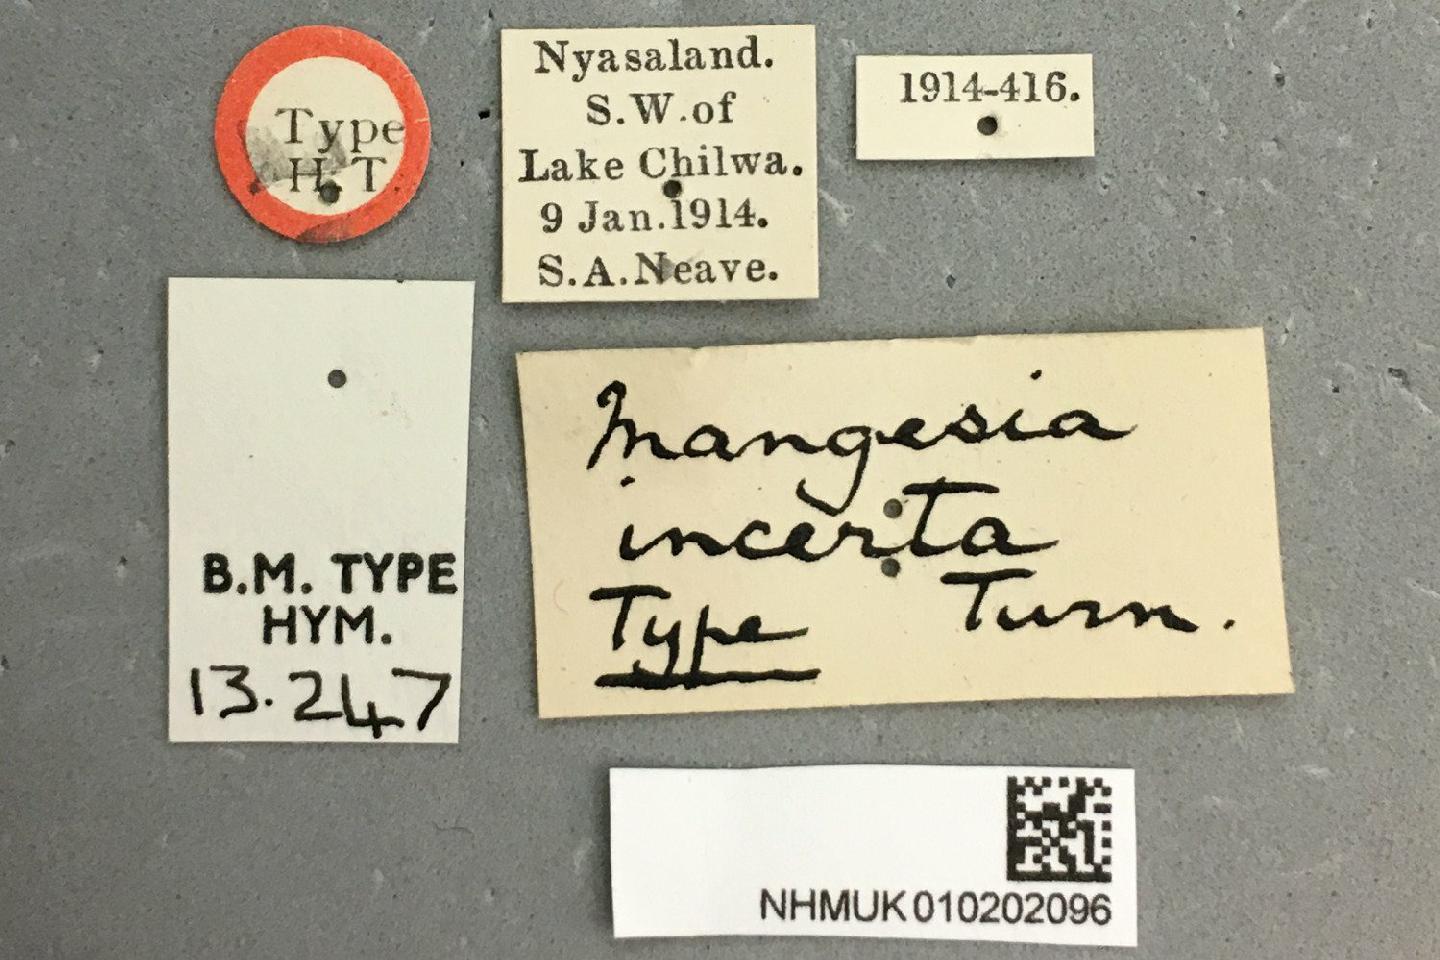 Type
H.T.
Nyasaland.
S.W. of
Lake Chilwa.
9 Jan. 1914.
S.A. Neave.
1914-416.
B.M. TYPE
HYM.
13.247
Mangesia
incerta
Type Turn.
NHMUK010202096